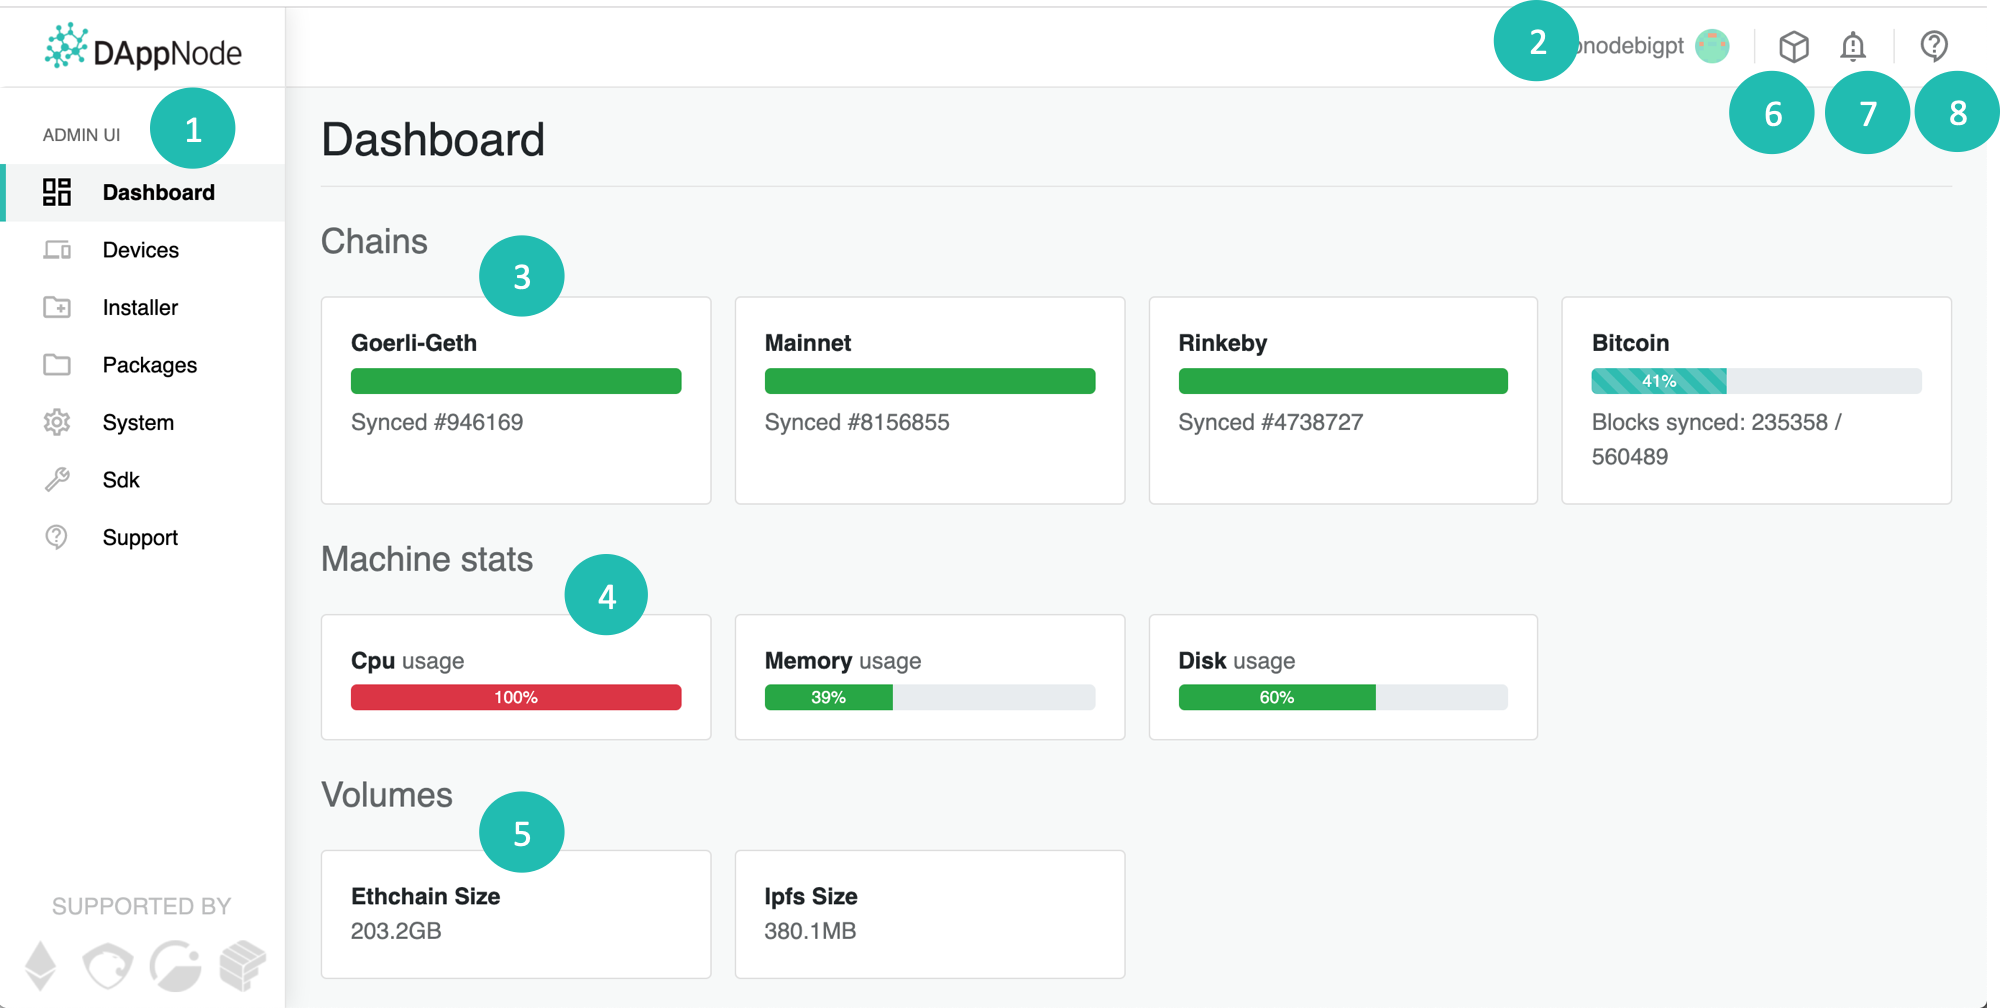 DAppNode
2
6
7
8
ADMIN UI
1
Dashboard
Devices
Installer
Packages
System
Sdk
Support
SUPPORTED BY
Dashboard
Chains
3
Goerli-Geth
Synced #946169
Mainnet
Synced #8156855
Rinkeby
Synced #4738727
Bitcoin
41%
Blocks synced: 235358 /
560489
Machine stats
4
Cpu usage
100%
Memory usage
39%
Disk usage
60%
Volumes
5
Ethchain Size
203.2GB
Ipfs Size
380.1MB